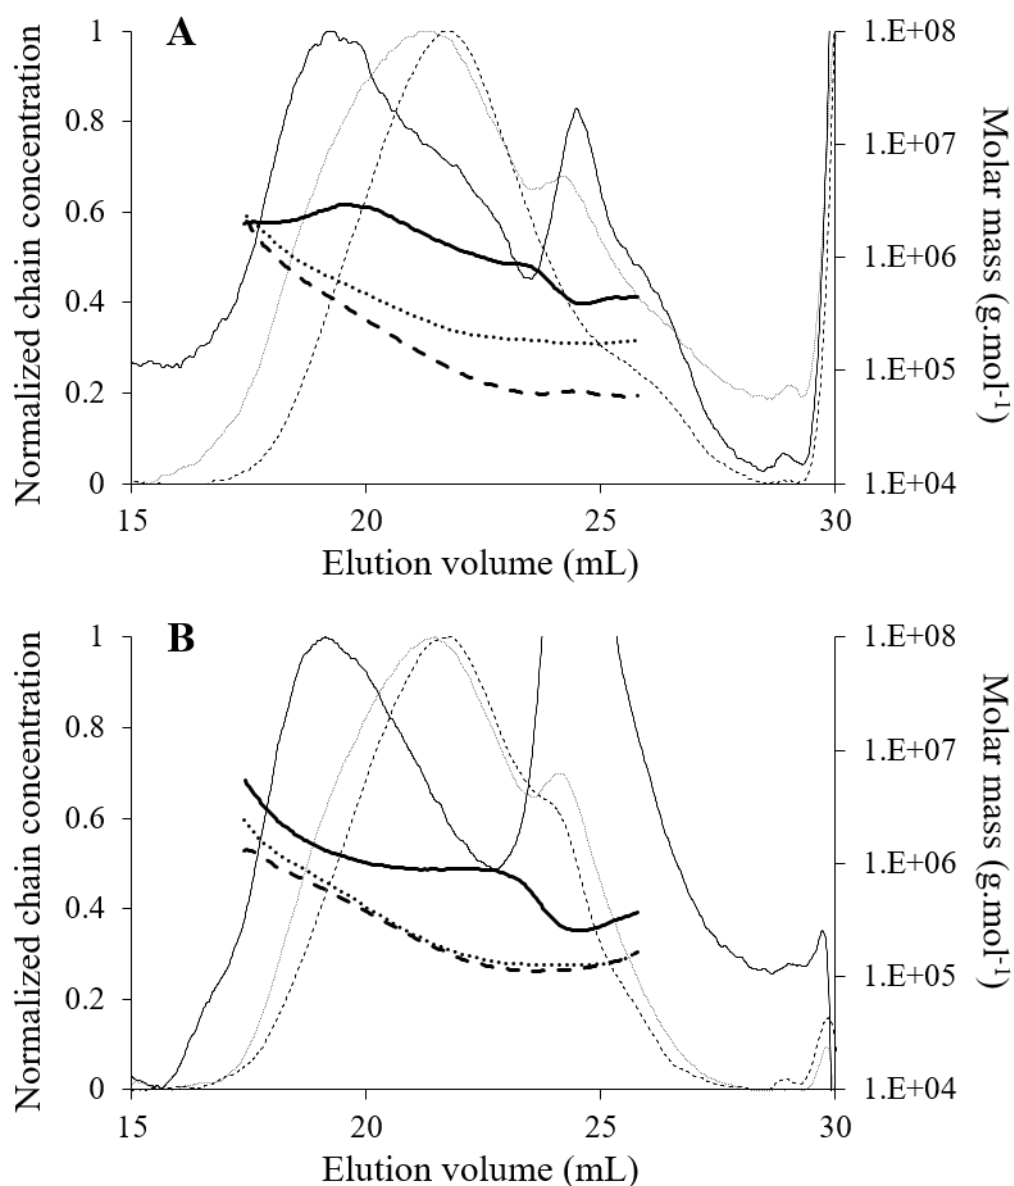 A
Normalized chain concentration
1
0.8
0.6
0.4
0.2
0
1.E+08
1.E+07
1.E+06
1.E+05
1.E+04
Molar mass (g.mol⁻¹)
15 20 25 30
Elution volume (mL)
B
Normalized chain concentration
1
0.8
0.6
0.4
0.2
0
1.E+08
1.E+07
1.E+06
1.E+05
1.E+04
Molar mass (g.mol⁻¹)
15 20 25 30
Elution volume (mL)